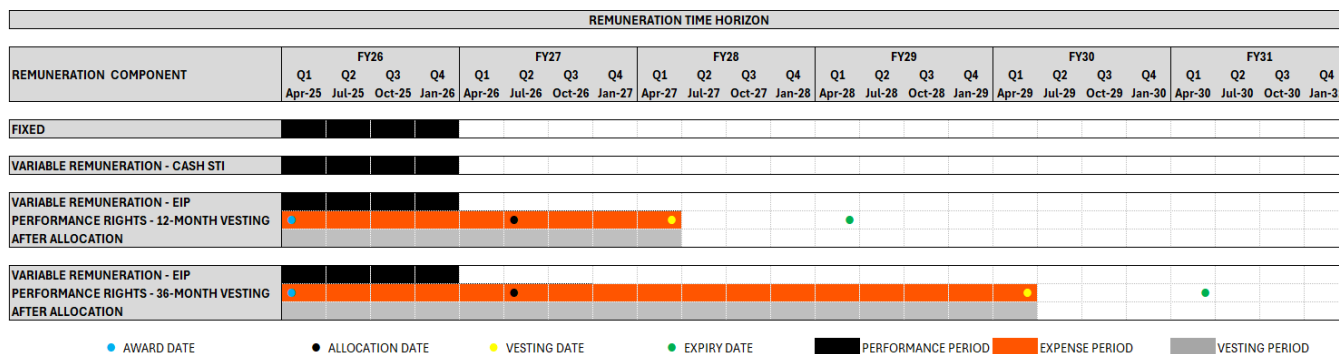 REMUNERATION TIME HORIZON
FY26 FY27 FY28 FY29 FY30 FY31
REMUNERATION COMPONENT Q1 Q2 Q3 Q4 Q1 Q2 Q3 Q4 Q1 Q2 Q3 Q4 Q1 Q2 Q3 Q4 Q1 Q2 Q3 Q4 Q1 Q2 Q3 Q4
Apr-25 Jul-25 Oct-25 Jan-26 Apr-26 Jul-26 Oct-26 Jan-27 Apr-27 Jul-27 Oct-27 Jan-28 Apr-28 Jul-28 Oct-28 Jan-29 Apr-29 Jul-29 Oct-29 Jan-30 Apr-30 Jul-30 Oct-30 Jan-3
FIXED
VARIABLE REMUNERATION - CASH STI
VARIABLE REMUNERATION - EIP
PERFORMANCE RIGHTS - 12-MONTH VESTING
AFTER ALLOCATION
VARIABLE REMUNERATION - EIP
PERFORMANCE RIGHTS - 36-MONTH VESTING
AFTER ALLOCATION
AWARD DATE ALLOCATION DATE VESTING DATE EXPIRY DATE PERFORMANCE PERIOD EXPENSE PERIOD VESTING PERIOD